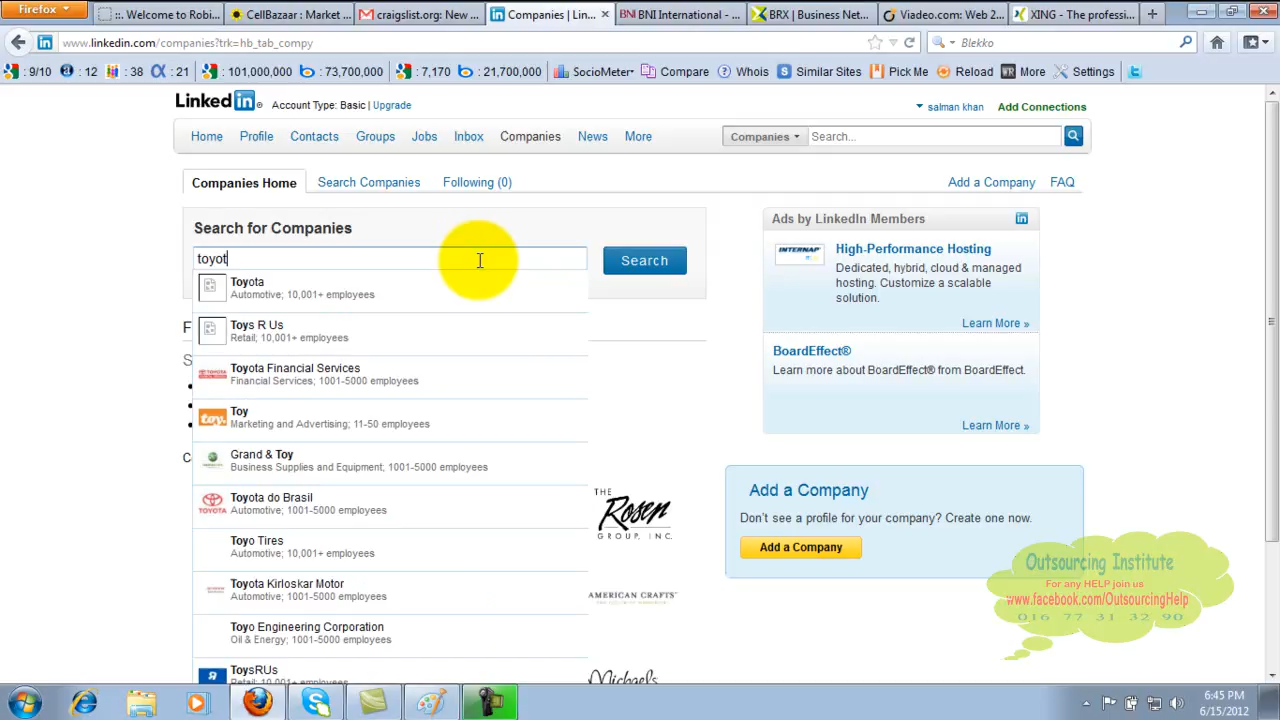 Firefox
::. Welcome to Robi...
CellBazaar : Market ...
craigslist.org: New ...
Companies | Lin...
BNI International - ...
BRX | Business Net...
Viadeo.com: Web 2...
XING - The professi...
www.linkedin.com/companies?trk=hb_tab_compy
Blekko
: 9/10
: 12
: 38
: 21
: 101,000,000
: 73,700,000
: 7,170
: 21,700,000
SocioMeter
Compare
Whois
Similar Sites
Pick Me
Reload
More
Settings
LinkedIn
Account Type: Basic | Upgrade
salman khan
Add Connections
Home Profile Contacts Groups Jobs Inbox Companies News More
Companies
Search...
Companies Home
Search Companies
Following (0)
Add a Company
FAQ
Search for Companies
toyot
Search
Toyota
Automotive; 10,001+ employees
Toys R Us
Retail; 10,001+ employees
Toyota Financial Services
Financial Services; 1001-5000 employees
Toy
Marketing and Advertising; 11-50 employees
Grand & Toy
Business Supplies and Equipment; 1001-5000 employees
Toyota do Brasil
Automotive; 1001-5000 employees
Toyo Tires
Automotive; 10,001+ employees
Toyota Kirloskar Motor
Automotive; 1001-5000 employees
Toyo Engineering Corporation
Oil & Energy; 1001-5000 employees
ToysRUs
Retail; 10,001+ employees
Ads by LinkedIn Members
INTERNAP
High-Performance Hosting
Dedicated, hybrid, cloud & managed
hosting. Customize a scalable
solution.
Learn More »
BoardEffect®
Learn more about BoardEffect® from BoardEffect.
Learn More »
THE
Rosen
GROUP, INC.
AMERICAN CRAFTS
Michaels
Add a Company
Don't see a profile for your company? Create one now.
Add a Company
Outsourcing Institute
For any HELP join us
www.facebook.com/OutsourcingHelp
016 77 31 32 90
6:45 PM
6/15/2012